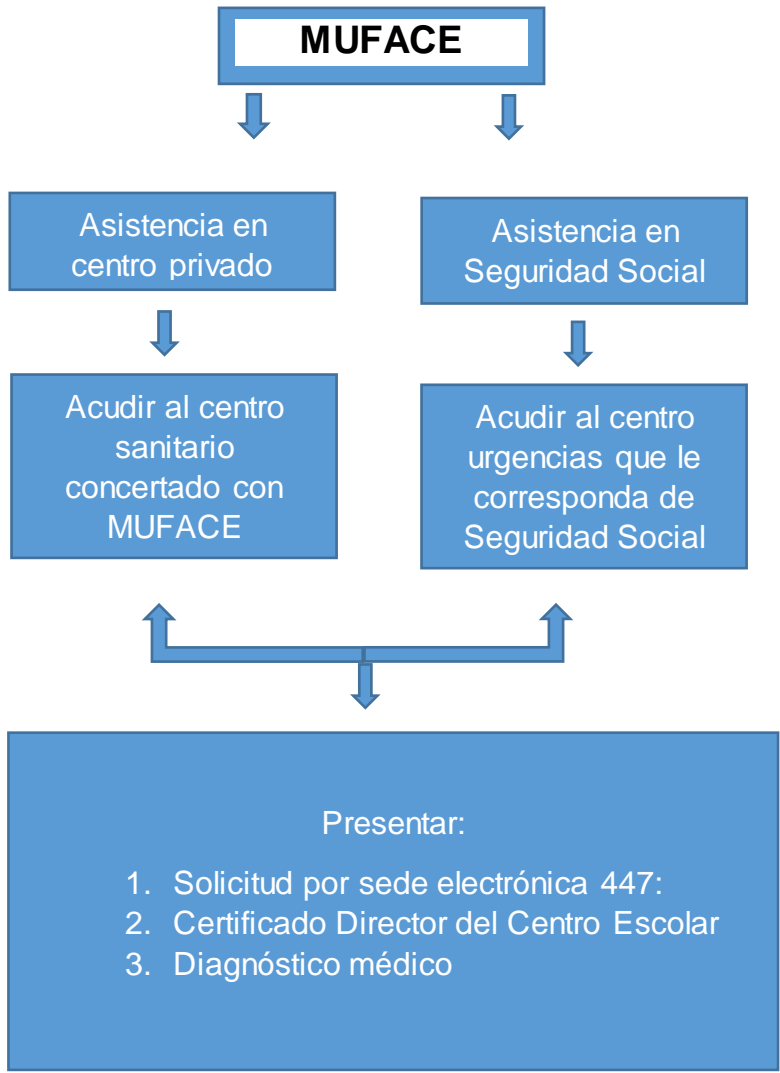 MUFACE
Asistencia en
centro privado
Asistencia en
Seguridad Social
Acudir al centro
sanitario
concertado con
MUFACE
Acudir al centro
urgencias que le
corresponda de
Seguridad Social
Presentar:
1. Solicitud por sede electrónica 447:
2. Certificado Director del Centro Escolar
3. Diagnóstico médico